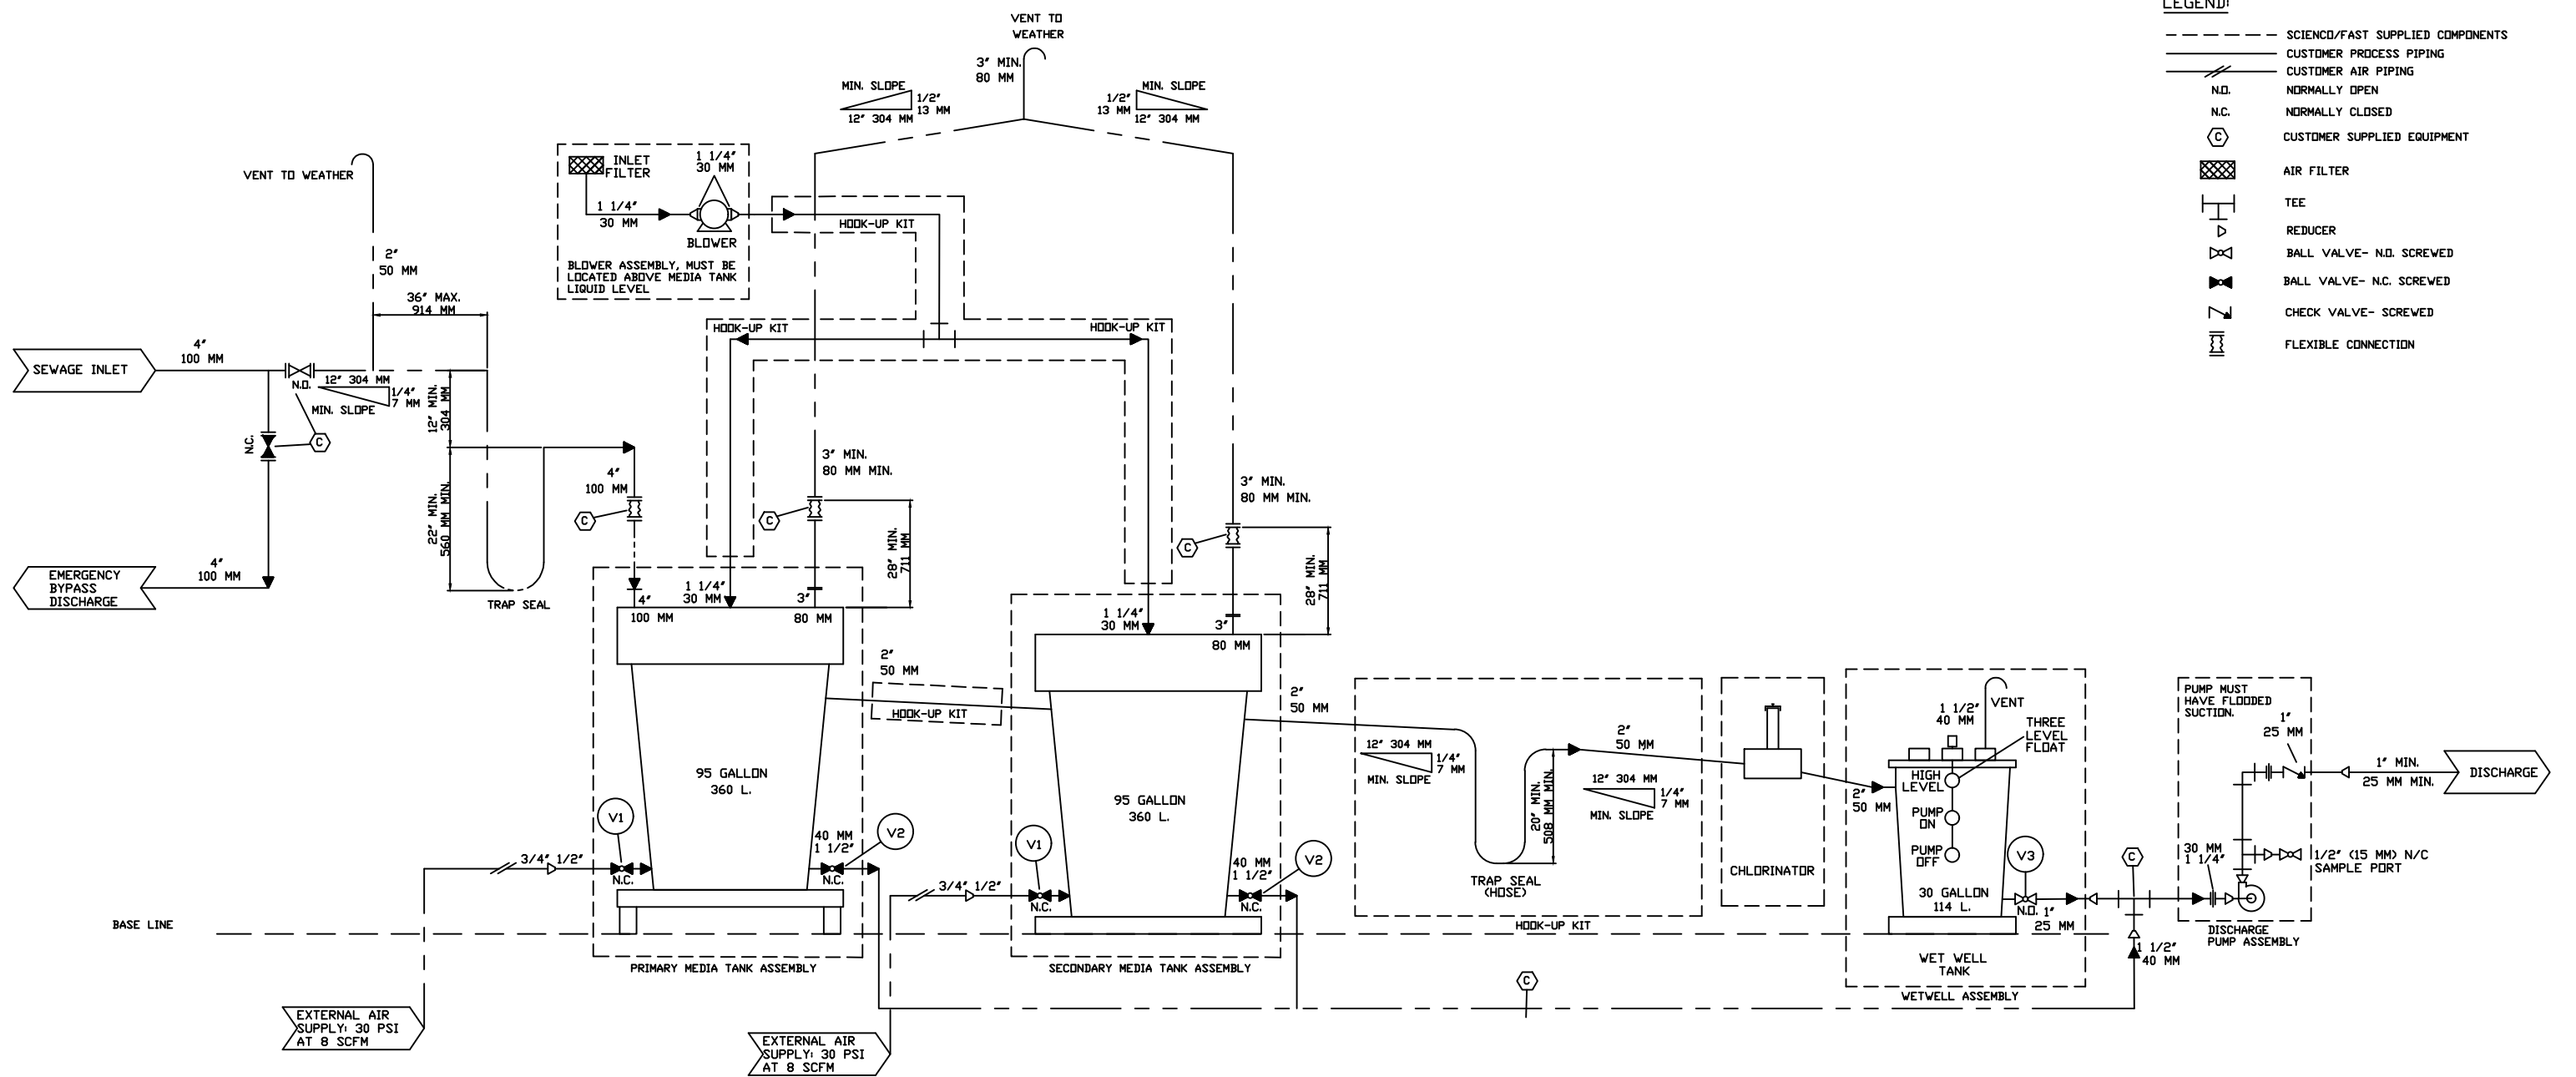 LEGEND:
SCIENCO/FAST SUPPLIED COMPONENTS
CUSTOMER PROCESS PIPING
CUSTOMER AIR PIPING
N.O. NORMALLY OPEN
N.C. NORMALLY CLOSED
C CUSTOMER SUPPLIED EQUIPMENT
AIR FILTER
TEE
REDUCER
BALL VALVE- N.O. SCREWED
BALL VALVE- N.C. SCREWED
CHECK VALVE- SCREWED
FLEXIBLE CONNECTION
VENT TO
WEATHER
3" MIN.
80 MM
MIN. SLOPE
1/2"
13 MM
12" 304 MM
MIN. SLOPE
1/2"
13 MM
12" 304 MM
VENT TO WEATHER
2"
50 MM
36" MAX.
914 MM
INLET
FILTER
1 1/4"
30 MM
1 1/4"
30 MM
BLOWER
BLOWER ASSEMBLY, MUST BE
LOCATED ABOVE MEDIA TANK
LIQUID LEVEL
HOOK-UP KIT
HOOK-UP KIT
HOOK-UP KIT
SEWAGE INLET
4"
100 MM
N.O.
12" 304 MM
1/4"
7 MM
MIN. SLOPE
N.C.
C
12" MIN.
304 MM
22" MIN.
560 MM MIN.
TRAP SEAL
EMERGENCY
BYPASS
DISCHARGE
4"
100 MM
4"
100 MM
C
C
3" MIN.
80 MM MIN.
28" MIN.
711 MM
3" MIN.
80 MM MIN.
C
28" MIN.
711 MM
4"
100 MM
1 1/4"
30 MM
3"
80 MM
95 GALLON
360 L.
V1
3/4" 1/2"
N.C.
40 MM
1 1/2"
V2
N.C.
PRIMARY MEDIA TANK ASSEMBLY
2"
50 MM
HOOK-UP KIT
1 1/4"
30 MM
3"
80 MM
95 GALLON
360 L.
V1
3/4" 1/2"
N.C.
40 MM
1 1/2"
V2
N.C.
SECONDARY MEDIA TANK ASSEMBLY
2"
50 MM
12" 304 MM
1/4"
7 MM
MIN. SLOPE
2"
50 MM
20" MIN.
508 MM MIN.
12" 304 MM
1/4"
7 MM
MIN. SLOPE
TRAP SEAL
(HOSE)
HOOK-UP KIT
CHLORINATOR
2"
50 MM
1 1/2"
40 MM
VENT
THREE
LEVEL
FLOAT
HIGH
LEVEL
PUMP
ON
PUMP
OFF
30 GALLON
114 L.
V3
N.O.
1"
25 MM
WET WELL
TANK
WETWELL ASSEMBLY
C
1 1/2"
40 MM
PUMP MUST
HAVE FLOODED
SUCTION.
1"
25 MM
30 MM
1 1/4"
1/2" (15 MM) N/C
SAMPLE PORT
DISCHARGE
PUMP ASSEMBLY
1" MIN.
25 MM MIN.
DISCHARGE
BASE LINE
C
EXTERNAL AIR
SUPPLY: 30 PSI
AT 8 SCFM
EXTERNAL AIR
SUPPLY: 30 PSI
AT 8 SCFM